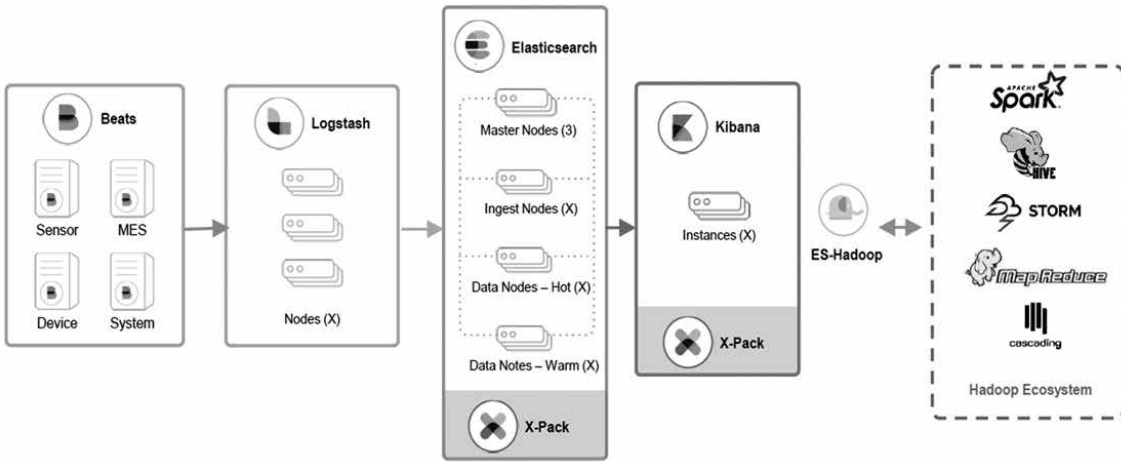 Beats
Sensor
MES
Device
System
Logstash
Nodes (X)
Elasticsearch
Master Nodes (3)
Ingest Nodes (X)
Data Nodes – Hot (X)
Data Notes – Warm (X)
X-Pack
Kibana
Instances (X)
X-Pack
ES-Hadoop
APACHE
Spark
HIVE
STORM
MapReduce
cascading
Hadoop Ecosystem